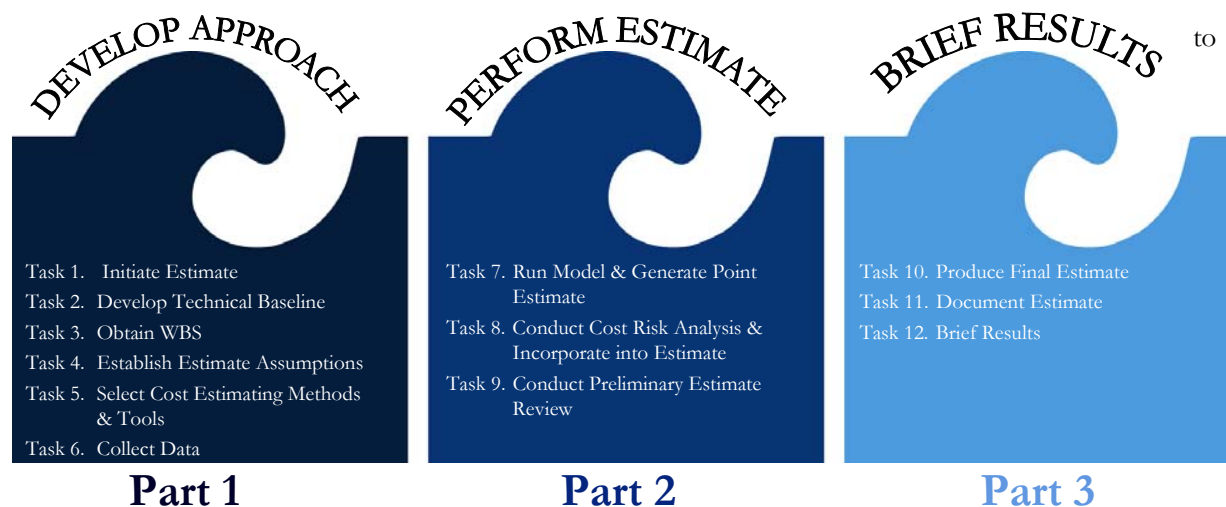 DEVELOP APPROACH
Task 1. Initiate Estimate
Task 2. Develop Technical Baseline
Task 3. Obtain WBS
Task 4. Establish Estimate Assumptions
Task 5. Select Cost Estimating Methods
& Tools
Task 6. Collect Data
Part 1
PERFORM ESTIMATE
Task 7. Run Model & Generate Point
Estimate
Task 8. Conduct Cost Risk Analysis &
Incorporate into Estimate
Task 9. Conduct Preliminary Estimate
Review
Part 2
BRIEF RESULTS
to
Task 10. Produce Final Estimate
Task 11. Document Estimate
Task 12. Brief Results
Part 3